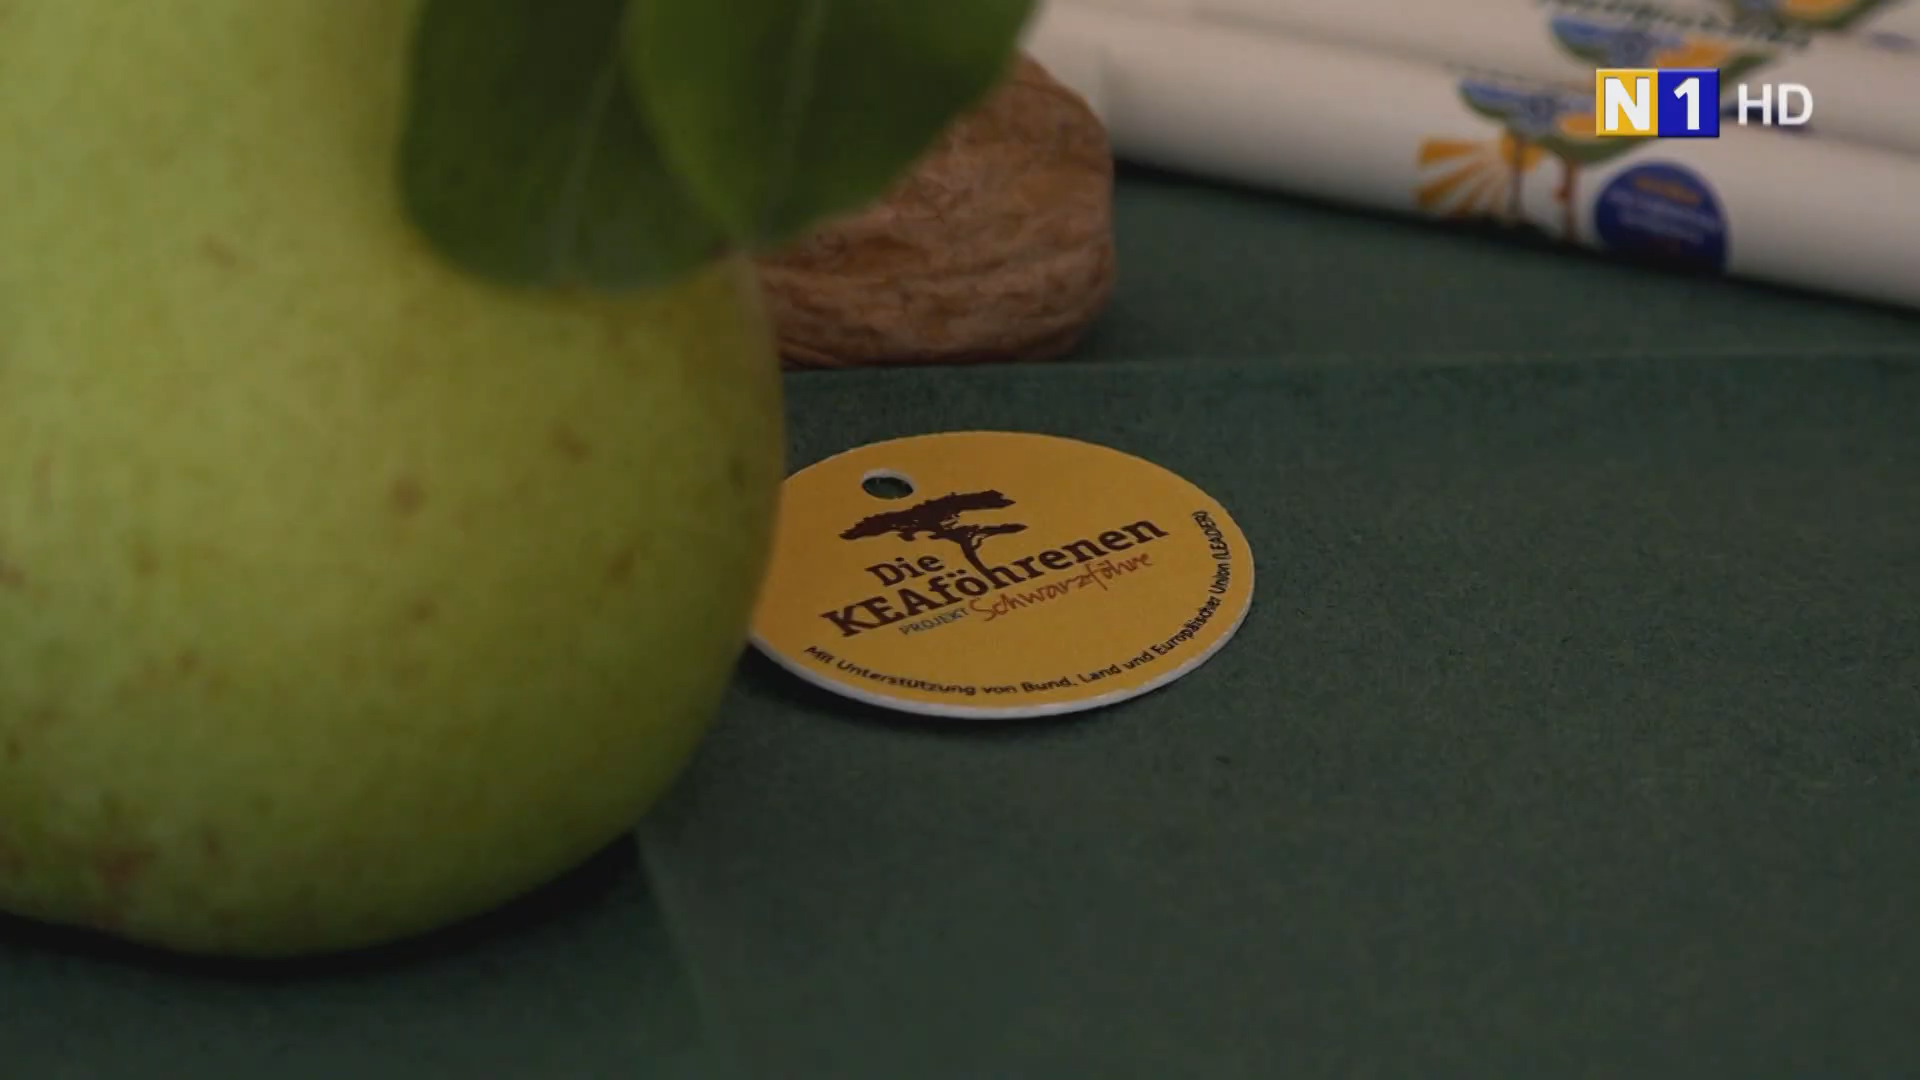 N1 HD
Die
KEAföhrenen
PROJEKT Schwarzföhre
Mit Unterstützung von Bund, Land und Europäischer Union (LEADER)